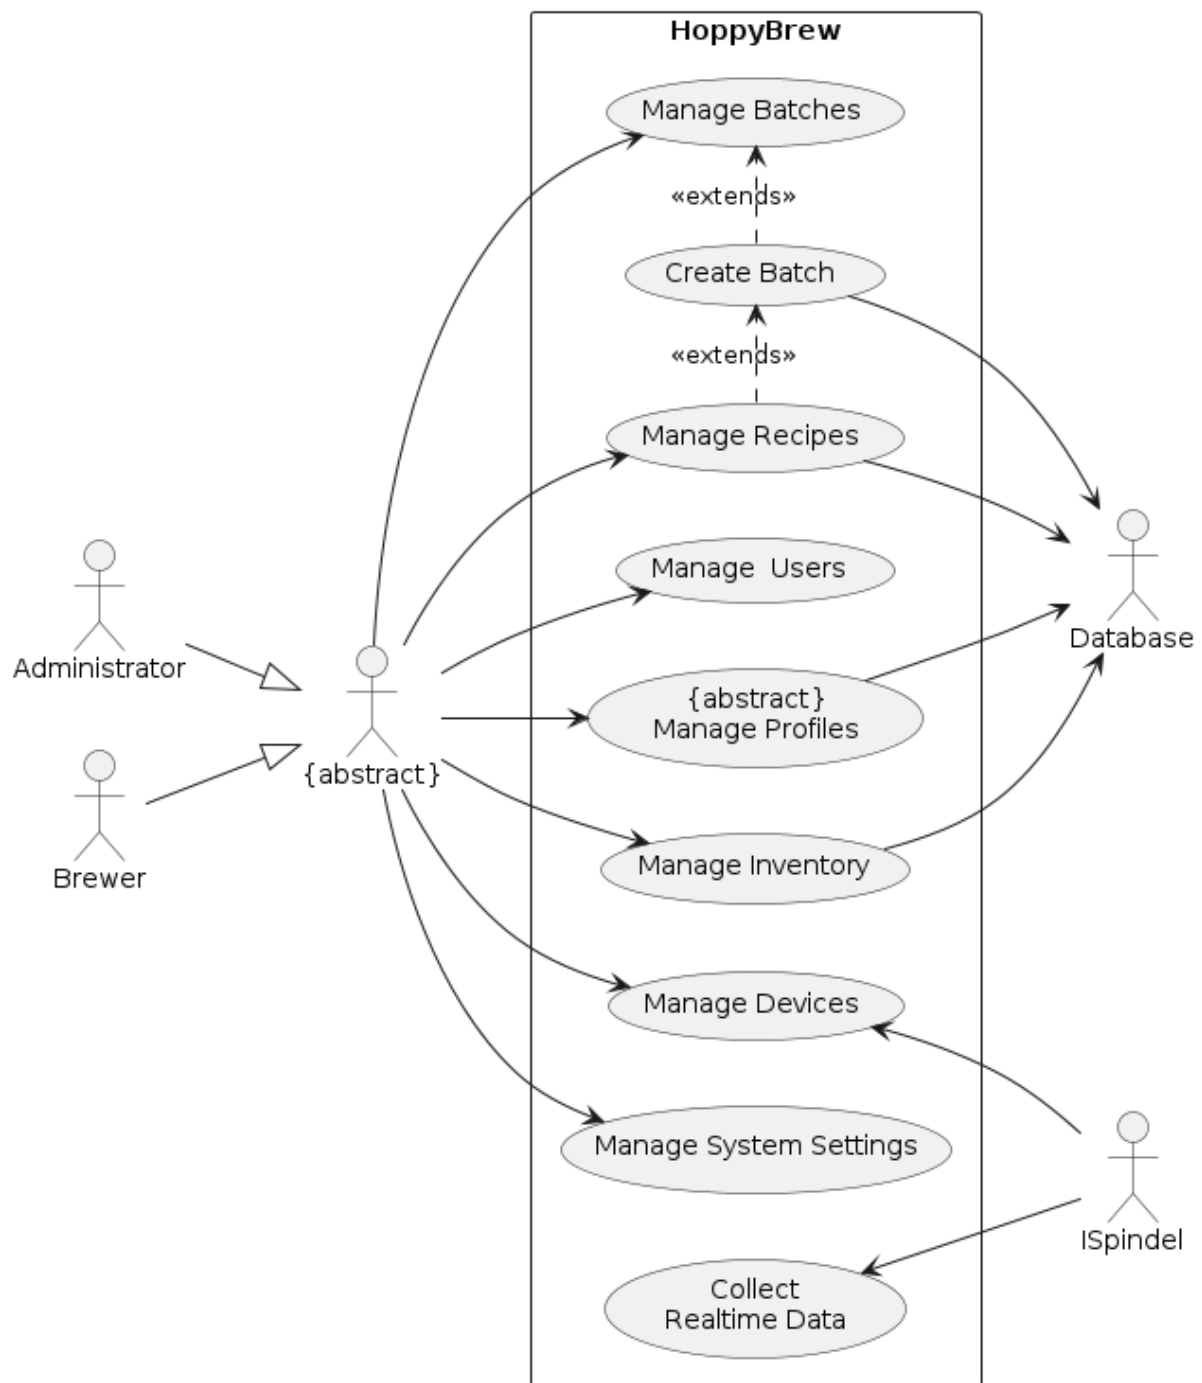 HoppyBrew
Manage Batches
«extends»
Create Batch
«extends»
Manage Recipes
Manage  Users
Database
Administrator
{abstract}
Manage Profiles
{abstract}
Manage Inventory
Brewer
Manage Devices
Manage System Settings
ISpindel
Collect
Realtime Data